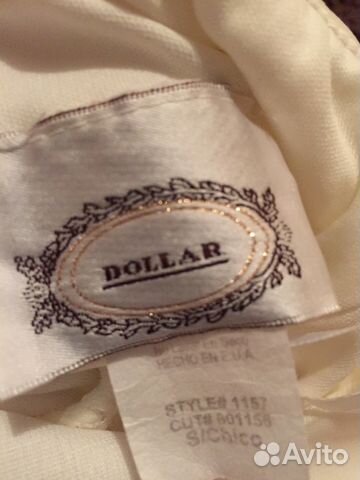 DOLLAR
HECHO EN E.U.A.
STYLE# 1157
CUT# 001156
S/Chico
Avito